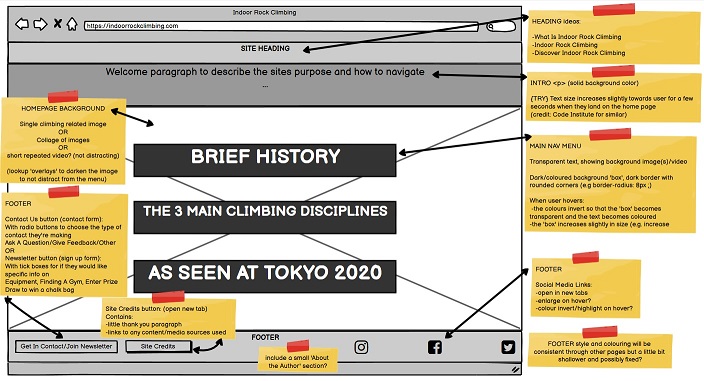 Indoor Rock Climbing
https://indoorrockclimbing.com
SITE HEADING
Welcome paragraph to describe the sites purpose and how to navigate
...
HEADING ideas:
-What Is Indoor Rock Climbing
-Indoor Rock Climbing
-Discover Indoor Rock Climbing
INTRO <p> (solid background color)
(TRY) Text size increases slightly towards user for a few
seconds when they land on the home page
(credit: Code Institute for similar)
HOMEPAGE BACKGROUND
Single climbing related image
OR
Collage of images
OR
short repeated video? (not distracting)
(lookup 'overlays' to darken the image
to not distract from the menu)
BRIEF HISTORY
THE 3 MAIN CLIMBING DISCIPLINES
AS SEEN AT TOKYO 2020
MAIN NAV MENU
Transparent text, showing background image(s)/video
Dark/coloured background 'box', dark border with
rounded corners (e.g border-radius: 8px ;)
When user hovers:
-the colours invert so that the 'box' becomes
transparent and the text becomes coloured
-the 'box' increases slightly in size (e.g. increase
FOOTER
Contact Us button (contact form):
With radio buttons to choose the type of
contact they're making
Ask A Question/Give Feedback/Other
OR
Newsletter button (sign up form):
With tick boxes for if they would like
specific info on
Equipment, Finding A Gym, Enter Prize
Draw to win a chalk bag
Site Credits button: (open new tab)
Contains:
-little thank you paragraph
-links to any content/media sources used
FOOTER
Social Media Links:
-open in new tabs
-enlarge on hover?
-colour invert/highlight on hover?
FOOTER
Get In Contact/Join Newsletter
Site Credits
include a small 'About
the Author' section?
FOOTER style and colouring will be
consistent through other pages but a little bit
shallower and possibly fixed?